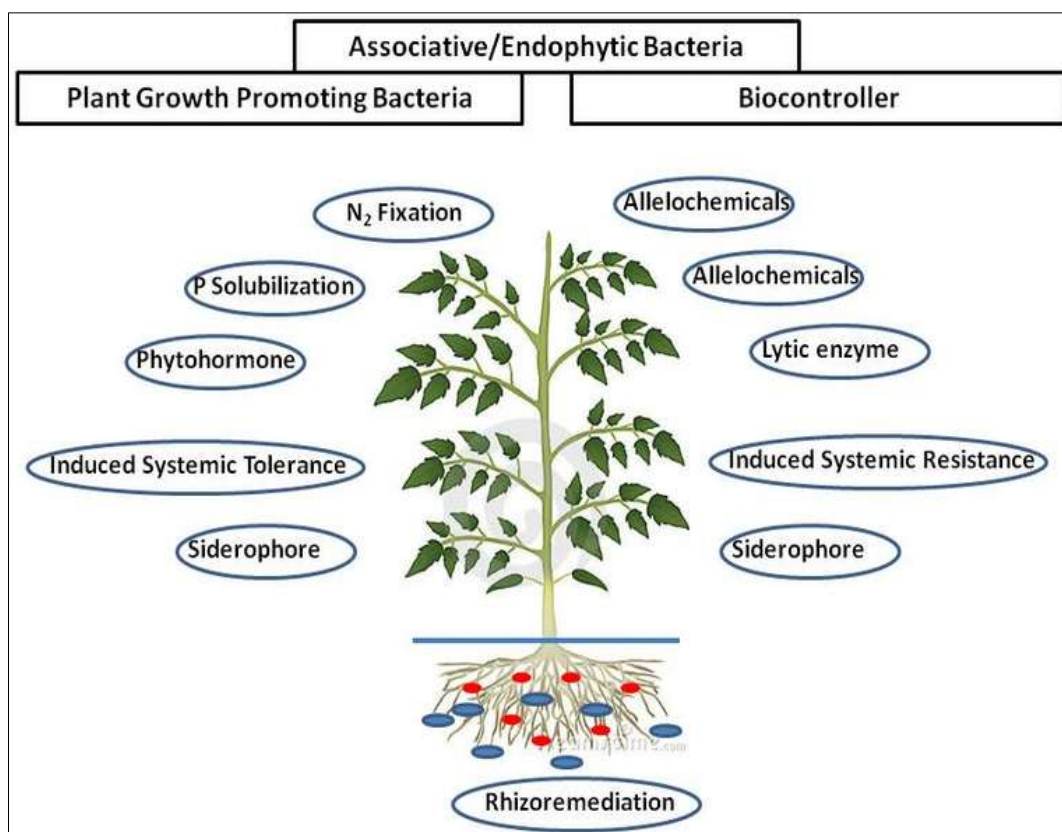 Associative/Endophytic Bacteria
Plant Growth Promoting Bacteria
Biocontroller
N₂ Fixation
Allelochemicals
P Solubilization
Allelochemicals
Phytohormone
Lytic enzyme
Induced Systemic Tolerance
Induced Systemic Resistance
Siderophore
Siderophore
Rhizoremediation